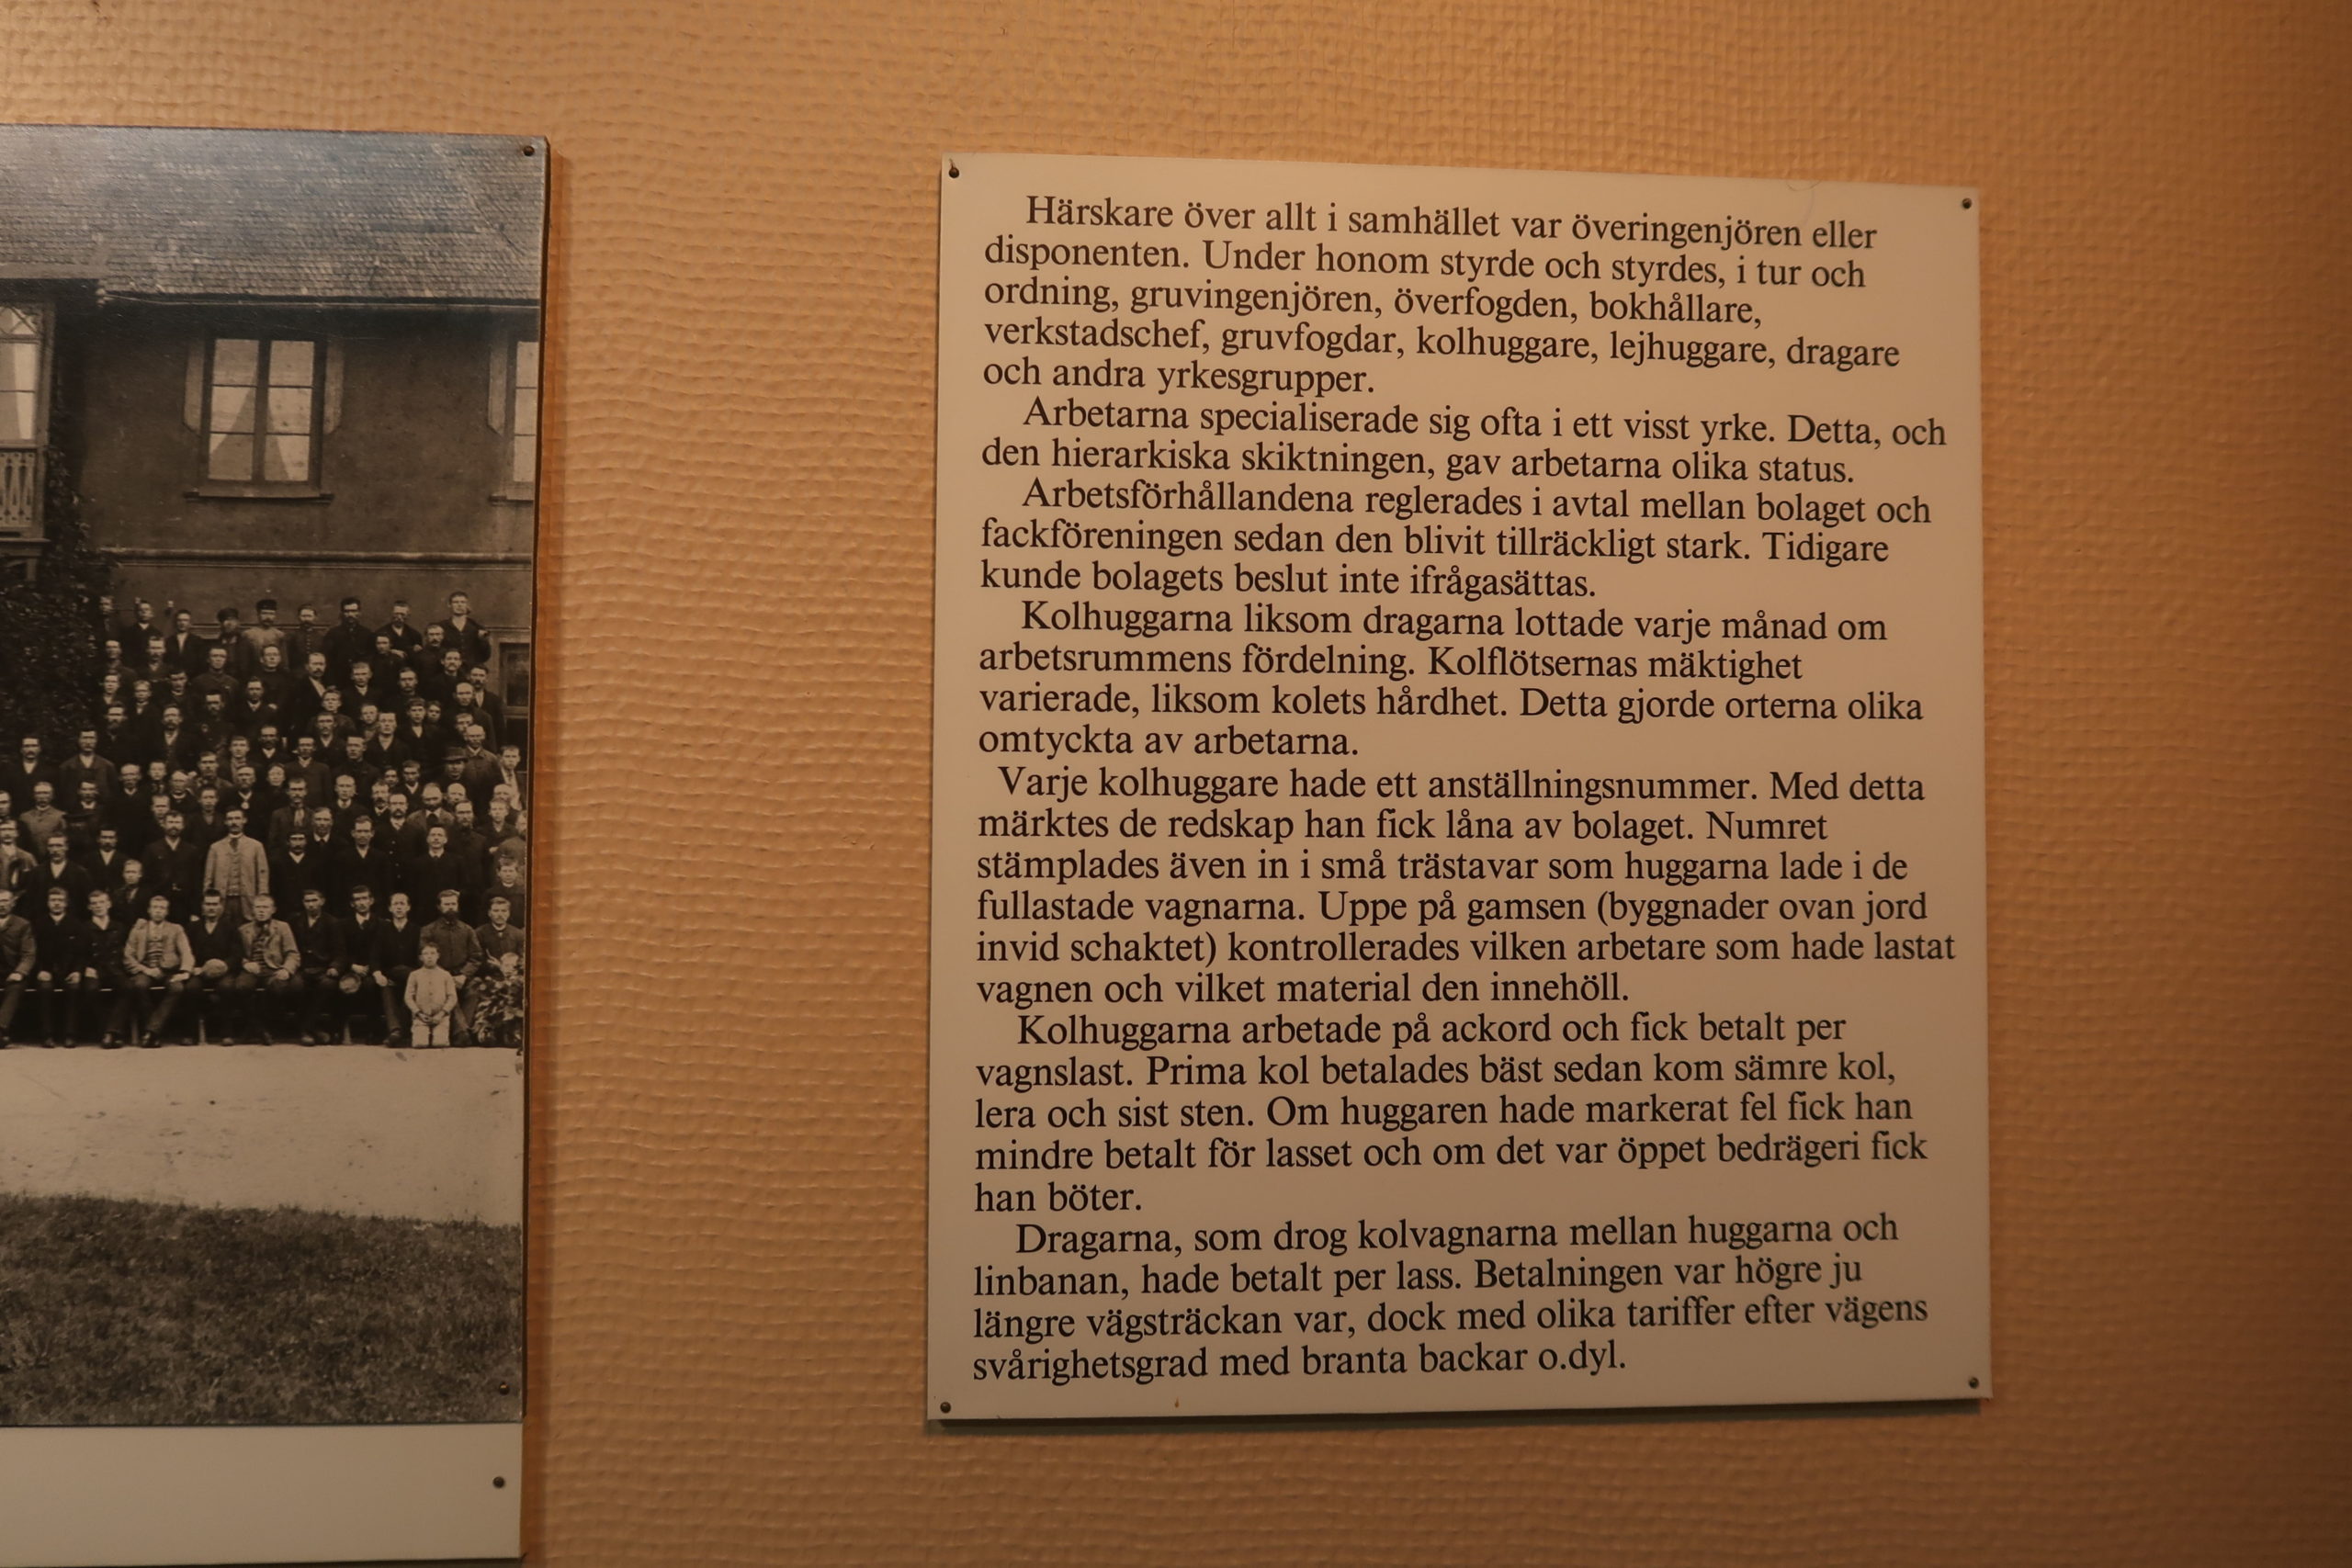 Härskare över allt i samhället var överingenjören eller
disponenten. Under honom styrde och styrdes, i tur och
ordning, gruvingenjören, överfogden, bokhållare,
verkstadschef, gruvfogdar, kolhuggare, lejhuggare, dragare
och andra yrkesgrupper.
Arbetarna specialiserade sig ofta i ett visst yrke. Detta, och
den hierarkiska skiktningen, gav arbetarna olika status.
Arbetsförhållandena reglerades i avtal mellan bolaget och
fackföreningen sedan den blivit tillräckligt stark. Tidigare
kunde bolagets beslut inte ifrågasättas.
Kolhuggarna liksom dragarna lottade varje månad om
arbetsrummens fördelning. Kolflötsernas mäktighet
varierade, liksom kolets hårdhet. Detta gjorde orterna olika
omtyckta av arbetarna.
Varje kolhuggare hade ett anställningsnummer. Med detta
märktes de redskap han fick låna av bolaget. Numret
stämplades även in i små trästavar som huggarna lade i de
fullastade vagnarna. Uppe på gamsen (byggnader ovan jord
invid schaktet) kontrollerades vilken arbetare som hade lastat
vagnen och vilket material den innehöll.
Kolhuggarna arbetade på ackord och fick betalt per
vagnslast. Prima kol betalades bäst sedan kom sämre kol,
lera och sist sten. Om huggaren hade markerat fel fick han
mindre betalt för lasset och om det var öppet bedrägeri fick
han böter.
Dragarna, som drog kolvagnarna mellan huggarna och
linbanan, hade betalt per lass. Betalningen var högre ju
längre vägsträckan var, dock med olika tariffer efter vägens
svårighetsgrad med branta backar o.dyl.